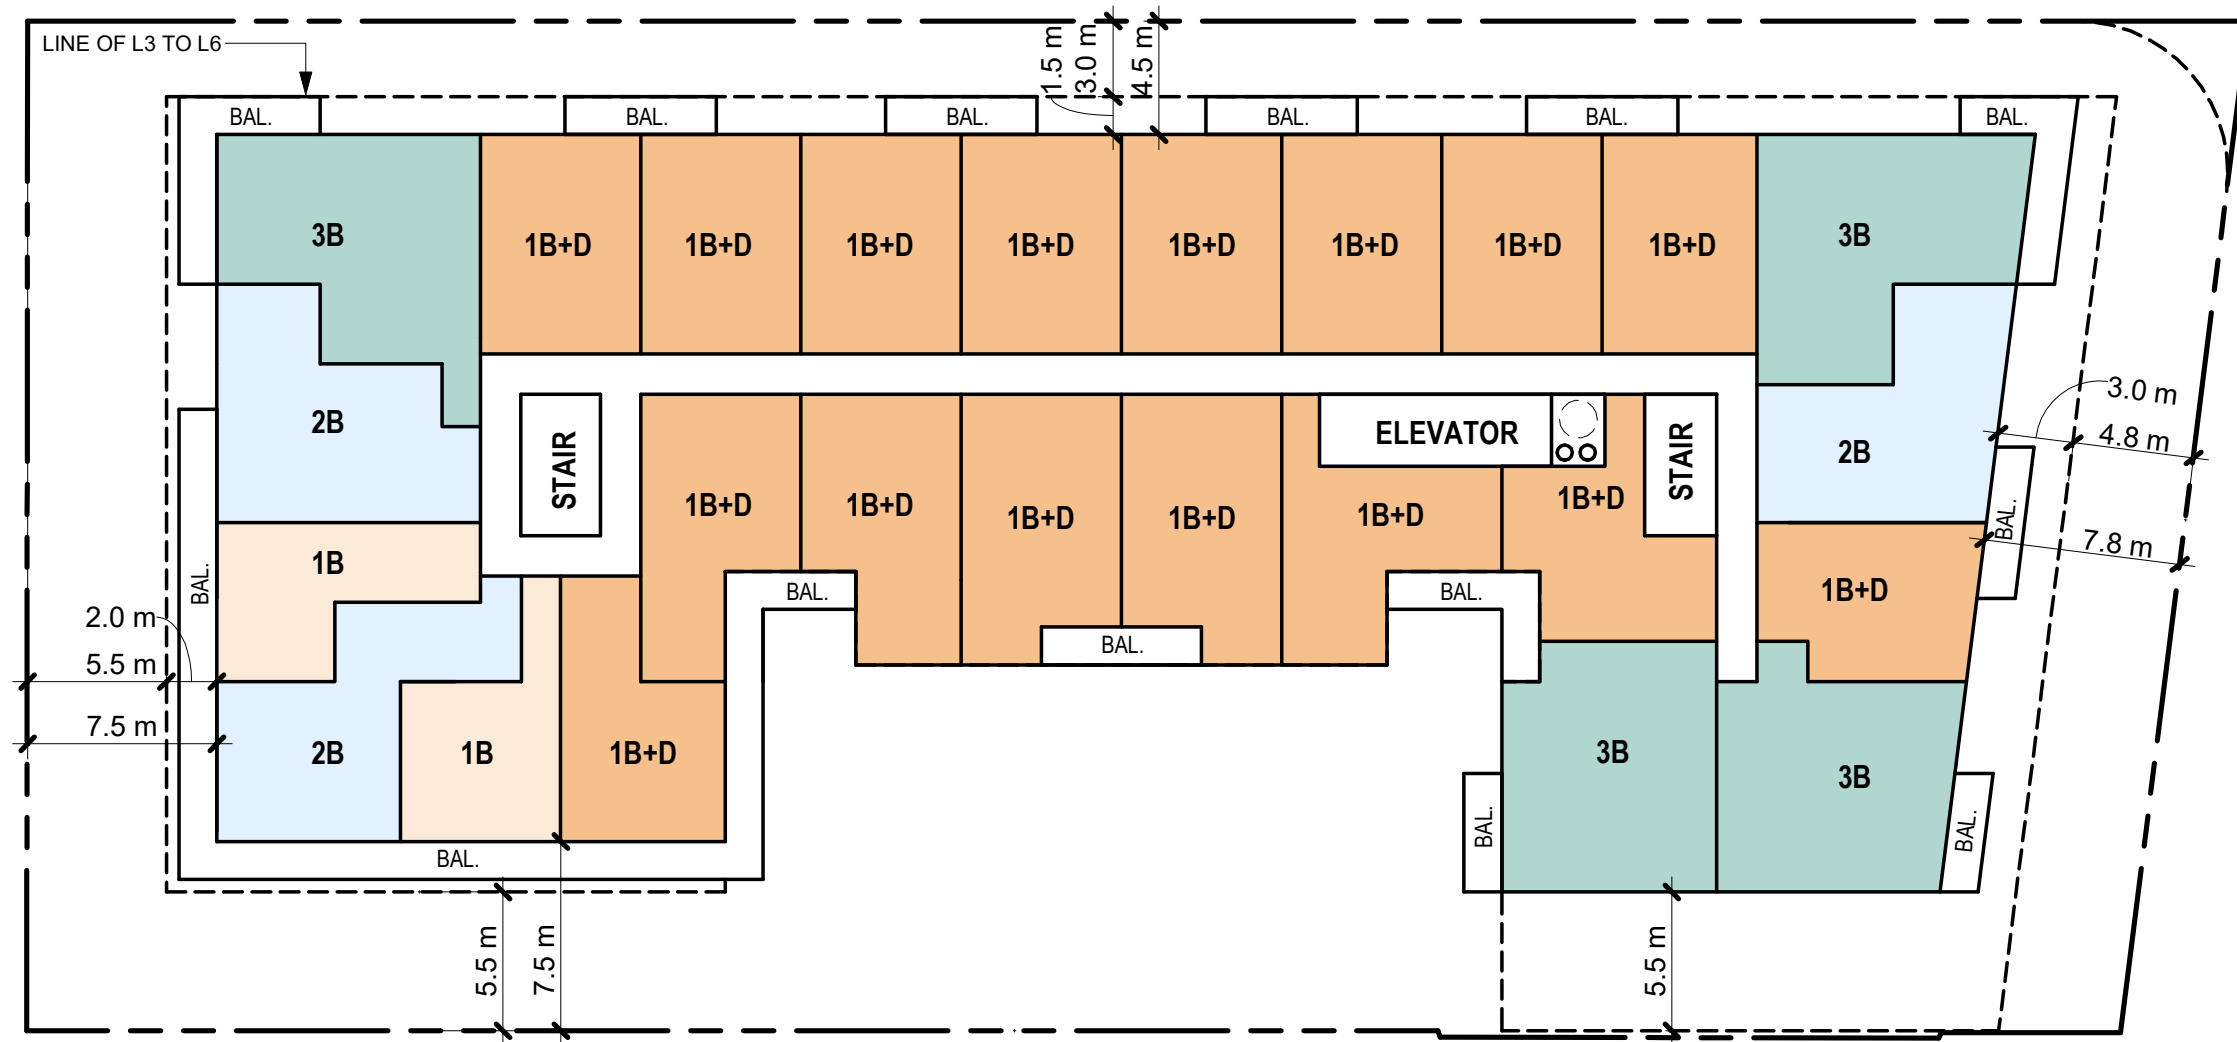 LINE OF L3 TO L6
1.5 m
3.0 m
4.5 m
BAL.
BAL.
BAL.
BAL.
BAL.
BAL.
3B
1B+D
1B+D
1B+D
1B+D
1B+D
1B+D
1B+D
1B+D
3B
2B
STAIR
ELEVATOR
STAIR
2B
3.0 m
4.8 m
1B+D
1B+D
1B+D
1B+D
1B+D
1B+D
BAL.
7.8 m
1B
BAL.
BAL.
BAL.
BAL.
1B+D
2.0 m
5.5 m
7.5 m
2B
1B
1B+D
3B
3B
BAL.
BAL.
BAL.
5.5 m
7.5 m
5.5 m